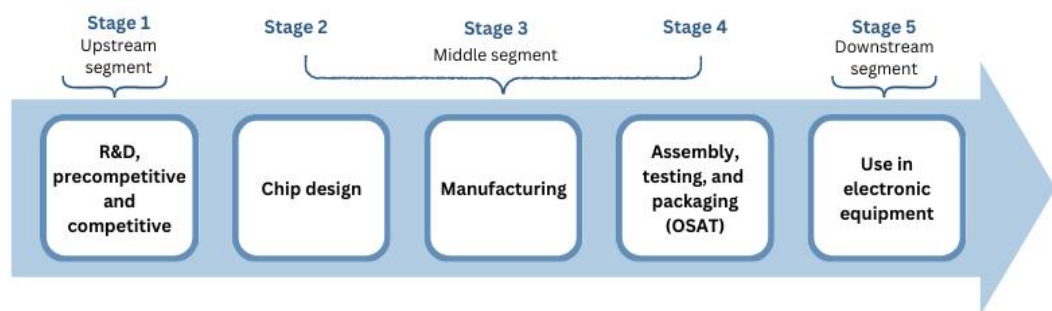 Stage 1
Upstream
segment
Stage 2
Stage 3
Middle segment
Stage 4
Stage 5
Downstream
segment
R&D,
precompetitive
and
competitive
Chip design
Manufacturing
Assembly,
testing, and
packaging
(OSAT)
Use in
electronic
equipment